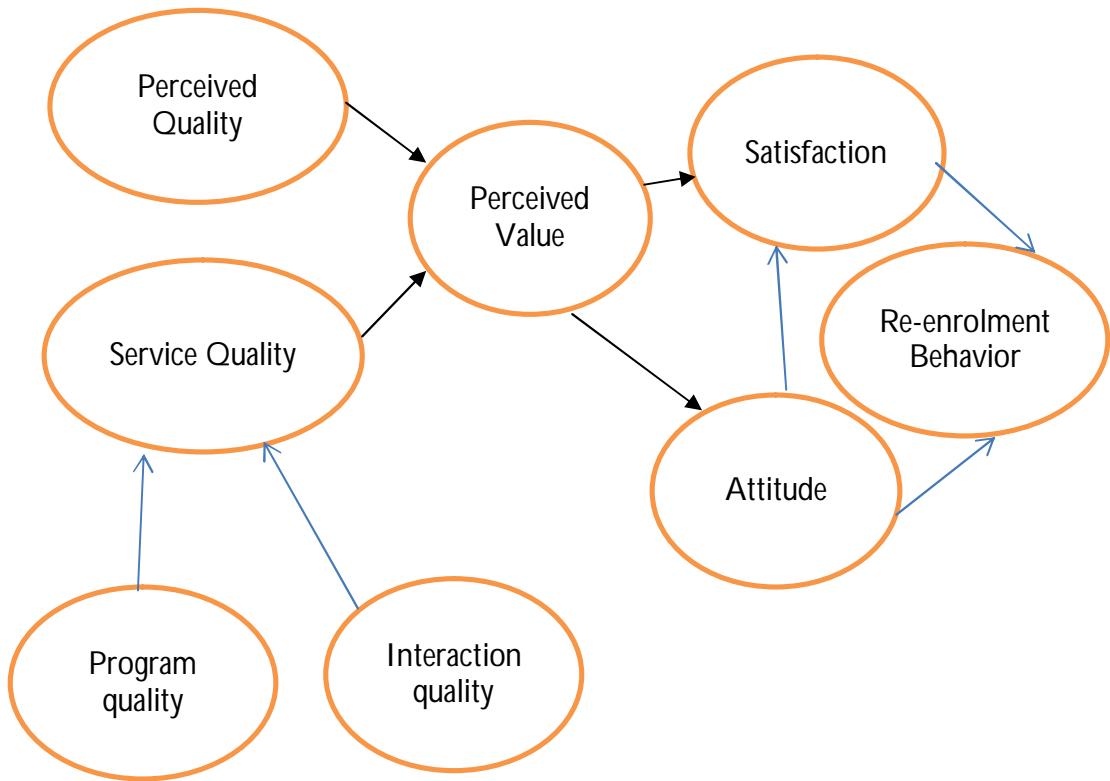 Perceived
Quality
Satisfaction
Perceived
Value
Re-enrolment
Behavior
Service Quality
Attitude
Program
quality
Interaction
quality